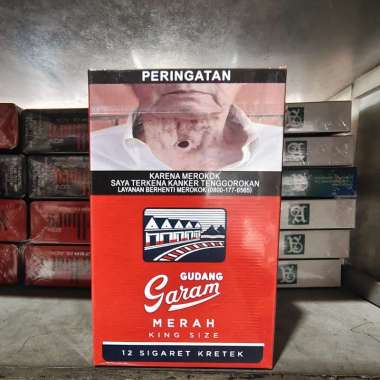 PERINGATAN
KARENA MEROKOK
SAYA TERKENA KANKER TENGGOROKAN
LAYANAN BERHENTI MEROKOK (0800-177-6565)
GUDANG
Garam
MERAH
KING SIZE
12 SIGARET KRETEK